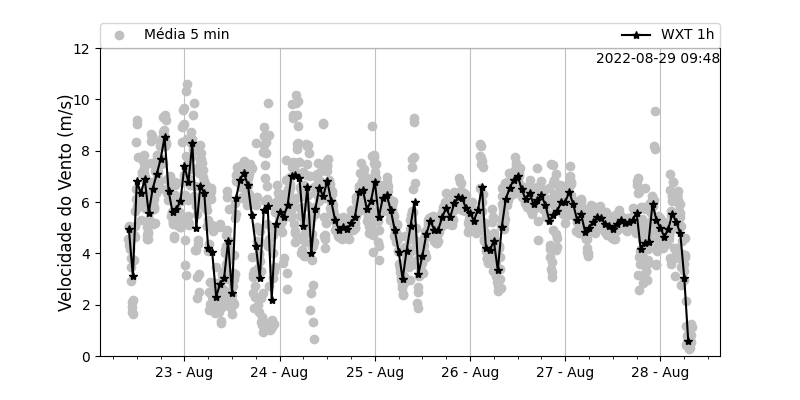 Média 5 min
WXT 1h
2022-08-29 09:48
Velocidade do Vento (m/s)
12
10
8
6
4
2
0
23 - Aug
24 - Aug
25 - Aug
26 - Aug
27 - Aug
28 - Aug